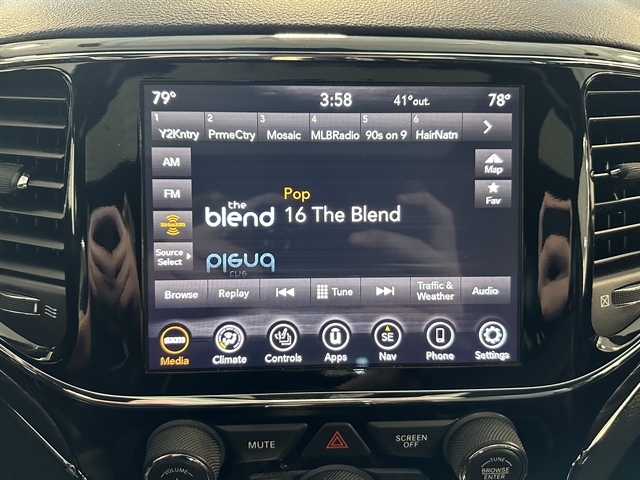 79° 3:58 41°out. 78°
1 2 3 4 5 6
Y2Kntry PrmeCtry Mosaic MLBRadio 90s on 9 HairNatn
AM
Map
FM
Fav
SiriusXM
Pop
the
blend 16 The Blend
Source
Select
Browse Replay Tune Traffic & Audio
Weather
SE
Media Climate Controls Apps Nav Phone Settings
MUTE SCREEN
OFF
VOLUME TUNE
BROWSE
ENTER